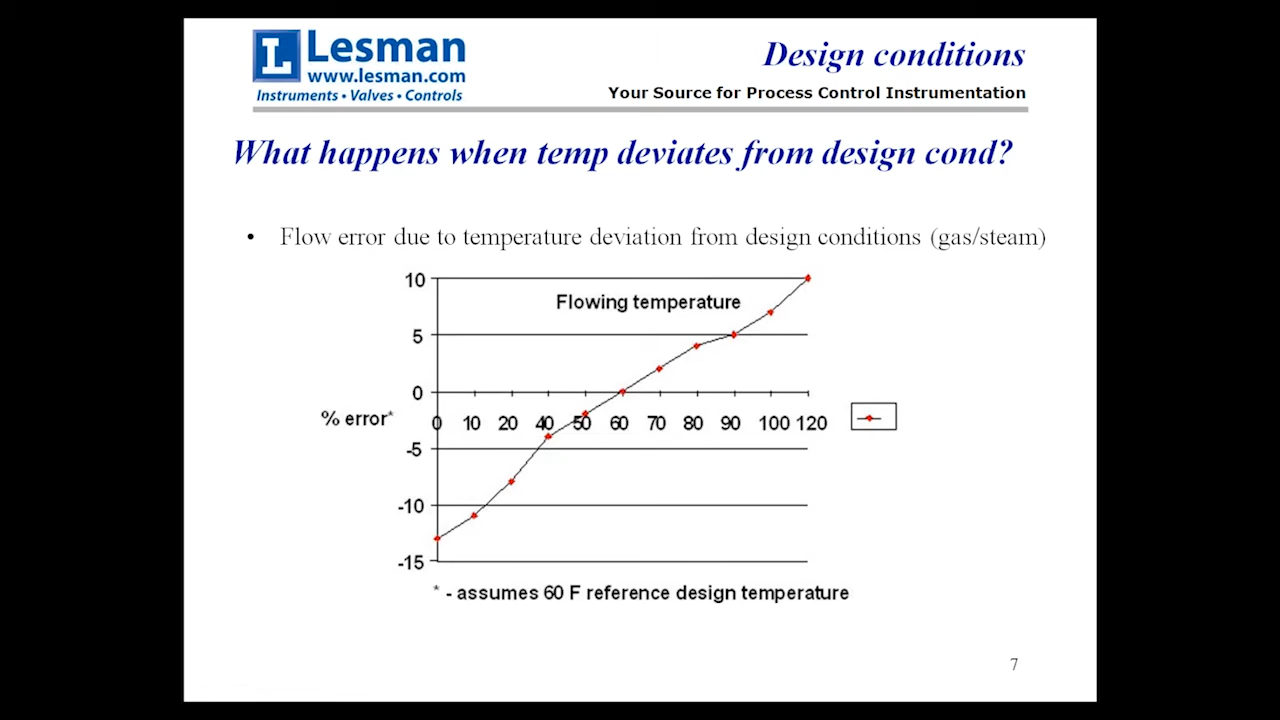 L Lesman
www.lesman.com
Instruments • Valves • Controls
Design conditions
Your Source for Process Control Instrumentation
What happens when temp deviates from design cond?
• Flow error due to temperature deviation from design conditions (gas/steam)
10
Flowing temperature
5
0
% error*
0 10 20 40 50 60 70 80 90 100 120
-5
-10
-15
* - assumes 60 F reference design temperature
7